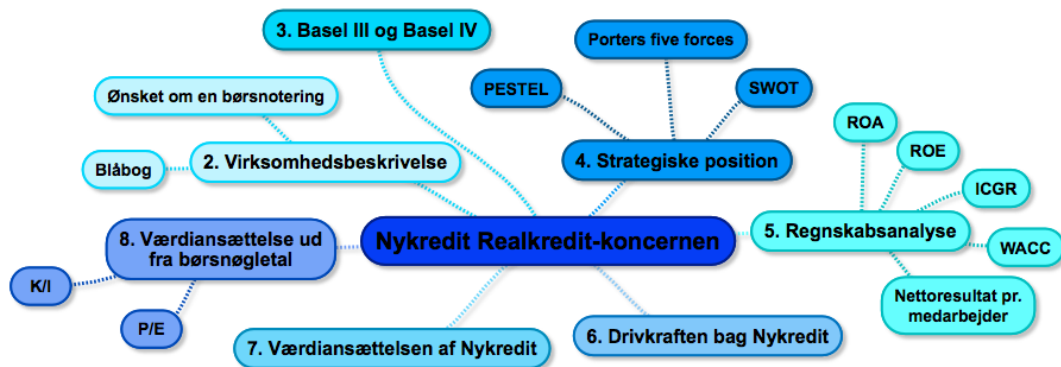 3. Basel III og Basel IV
Porters five forces
PESTEL
SWOT
Ønsket om en børsnotering
ROA
2. Virksomhedsbeskrivelse
4. Strategiske position
ROE
Blåbog
ICGR
8. Værdiansættelse ud
fra børsnøgletal
Nykredit Realkredit-koncernen
5. Regnskabsanalyse
WACC
K/I
Nettoresultat pr.
medarbejder
P/E
7. Værdiansættelsen af Nykredit
6. Drivkraften bag Nykredit